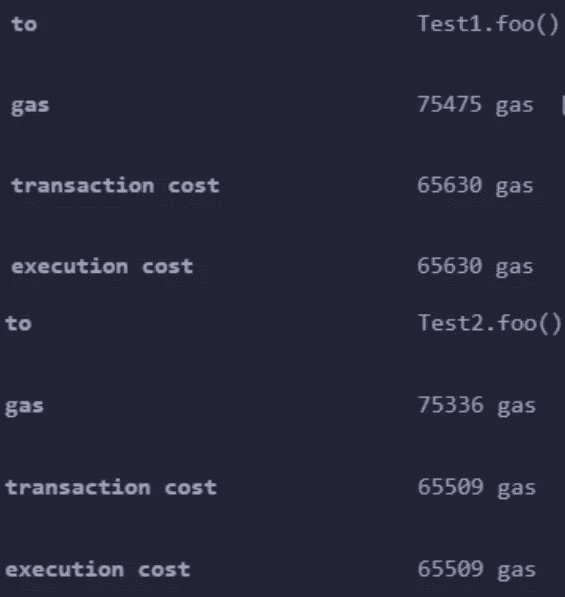 to Test1.foo()
gas 75475 gas
transaction cost 65630 gas
execution cost 65630 gas
to Test2.foo()
gas 75336 gas
transaction cost 65509 gas
execution cost 65509 gas